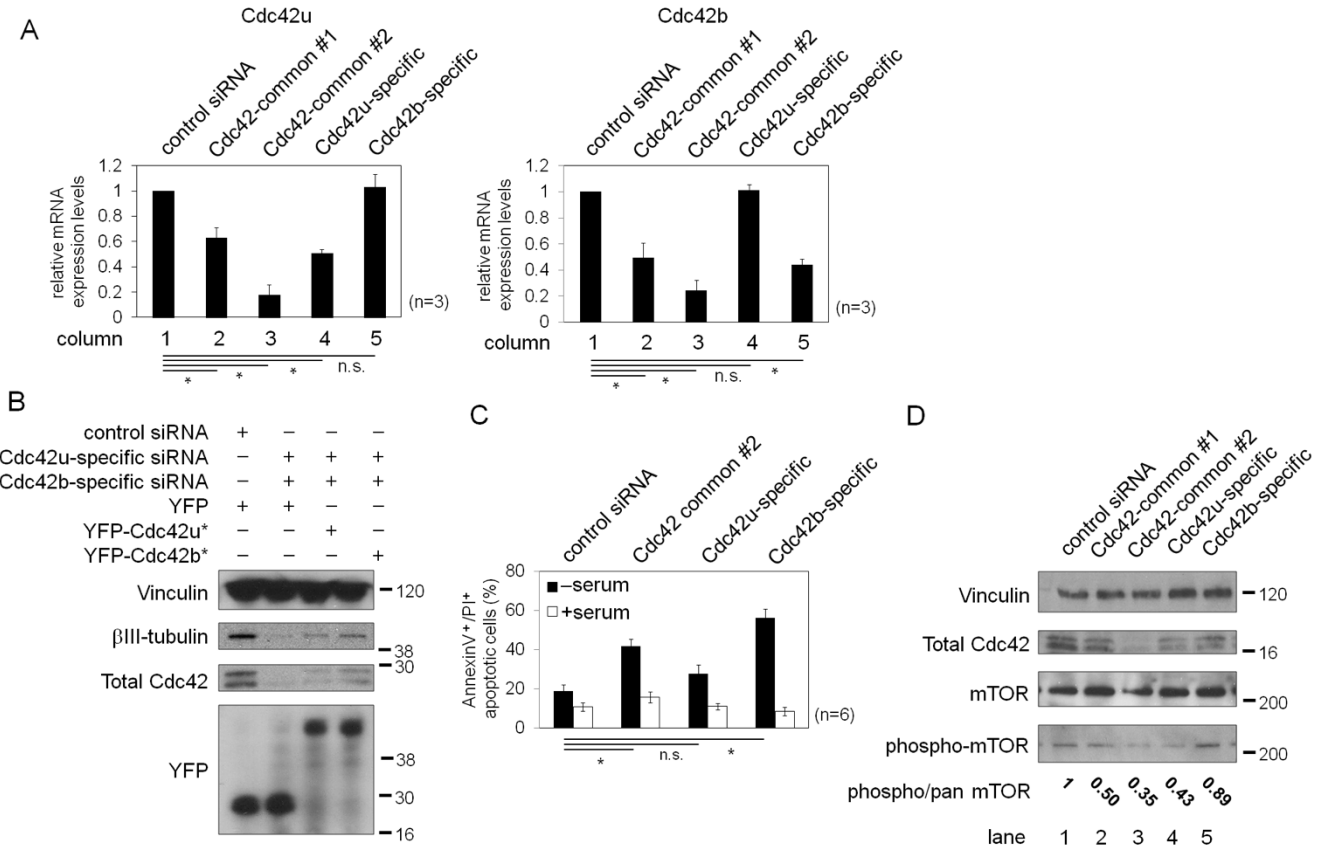 A
Cdc42u
control siRNA
Cdc42-common #1
Cdc42-common #2
Cdc42u-specific
Cdc42b-specific
relative mRNA
expression levels
1.2
1
0.8
0.6
0.4
0.2
0
(n=3)
column 1 2 3 4 5
* * * n.s.
Cdc42b
control siRNA
Cdc42-common #1
Cdc42-common #2
Cdc42u-specific
Cdc42b-specific
relative mRNA
expression levels
1.2
1
0.8
0.6
0.4
0.2
0
(n=3)
column 1 2 3 4 5
* * n.s. *
B
control siRNA + – – –
Cdc42u-specific siRNA – + + +
Cdc42b-specific siRNA – + + +
YFP + + – –
YFP-Cdc42u* – – + –
YFP-Cdc42b* – – – +
Vinculin 120
βIII-tubulin
38
Total Cdc42 30
YFP
38
30
16
C
control siRNA
Cdc42 common #2
Cdc42u-specific
Cdc42b-specific
AnnexinV+/PI+
apoptotic cells (%)
80
60
40
20
0
–serum
+serum
(n=6)
* n.s. *
D
control siRNA
Cdc42-common #1
Cdc42-common #2
Cdc42u-specific
Cdc42b-specific
Vinculin 120
Total Cdc42 16
mTOR 200
phospho-mTOR 200
phospho/pan mTOR 1 0.50 0.35 0.43 0.89
lane 1 2 3 4 5